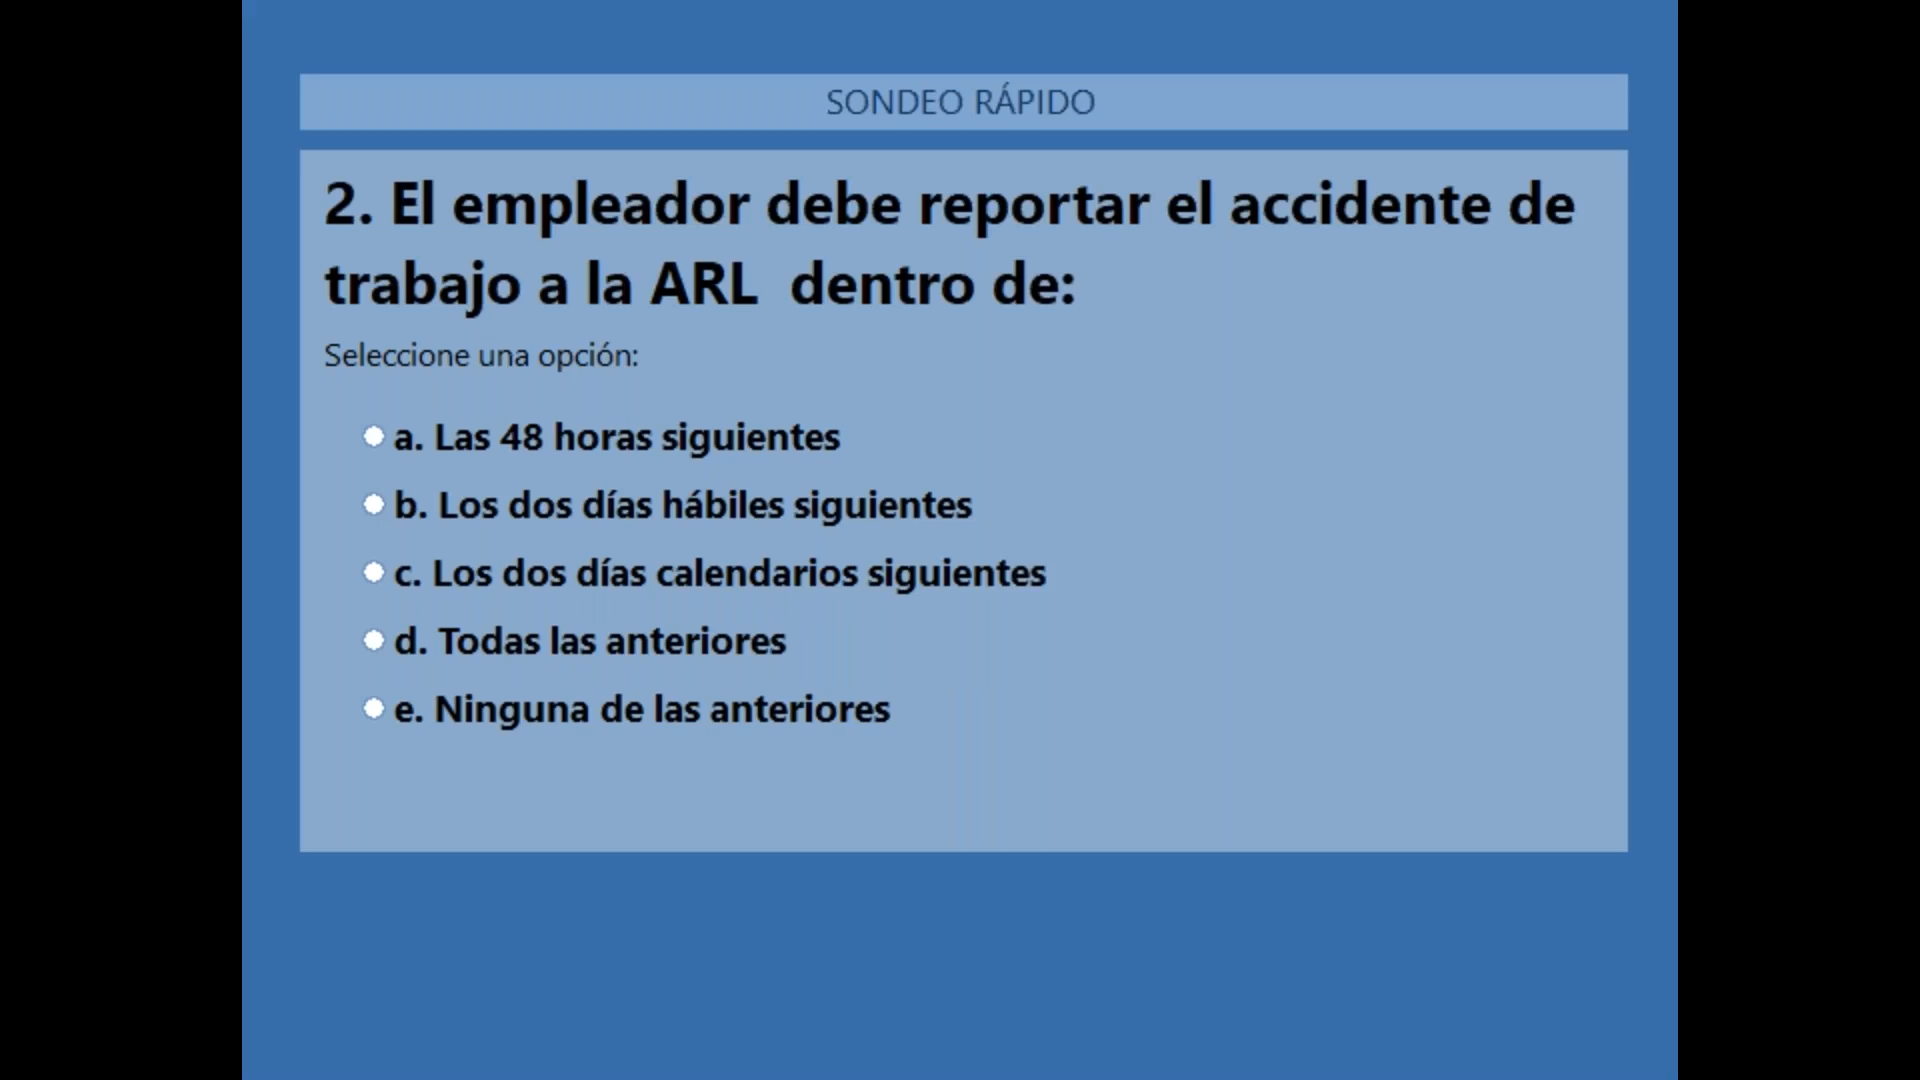 SONDEO RÁPIDO
2. El empleador debe reportar el accidente de
trabajo a la ARL  dentro de:
Seleccione una opción:
a. Las 48 horas siguientes
b. Los dos días hábiles siguientes
c. Los dos días calendarios siguientes
d. Todas las anteriores
e. Ninguna de las anteriores